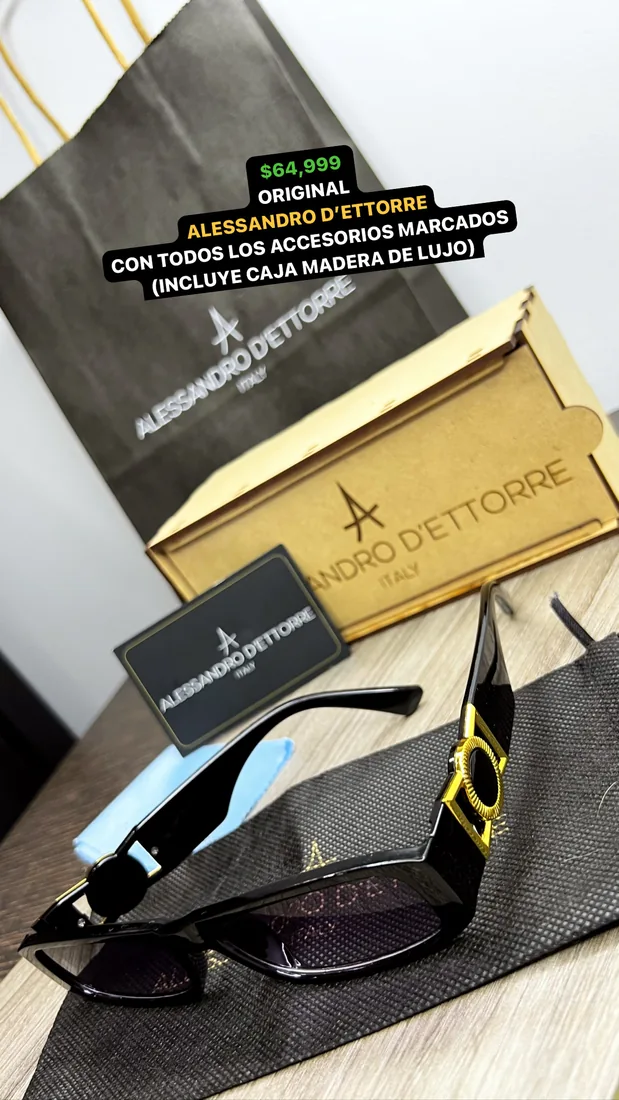 $64,999
ORIGINAL
ALESSANDRO D'ETTORRE
CON TODOS LOS ACCESORIOS MARCADOS
(INCLUYE CAJA MADERA DE LUJO)
A
ALESSANDRO D'ETTORRE
ITALY
A
ANDRO D'ETTORRE
ITALY
A
ALESSANDRO D'ETTORRE
ITALY